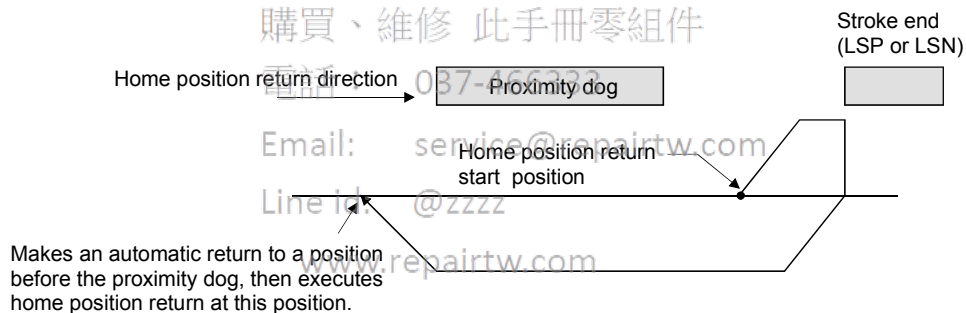 購買、維修 此手冊零組件
Stroke end
(LSP or LSN)
Home position return direction
電話: 037-466333
Proximity dog
Email: service@repairtw.com
Home position return
start position
Line id: @zzzz
Makes an automatic return to a position
before the proximity dog, then executes
home position return at this position.
www.repairtw.com